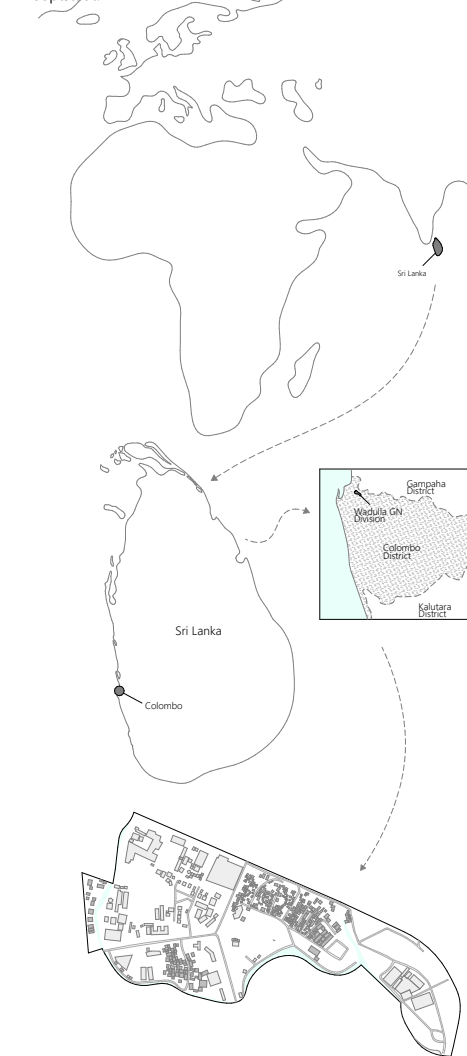 Sri Lanka
Gampaha
District
Wadulla GN
Division
Colombo
District
Kalutara
District
Sri Lanka
Colombo